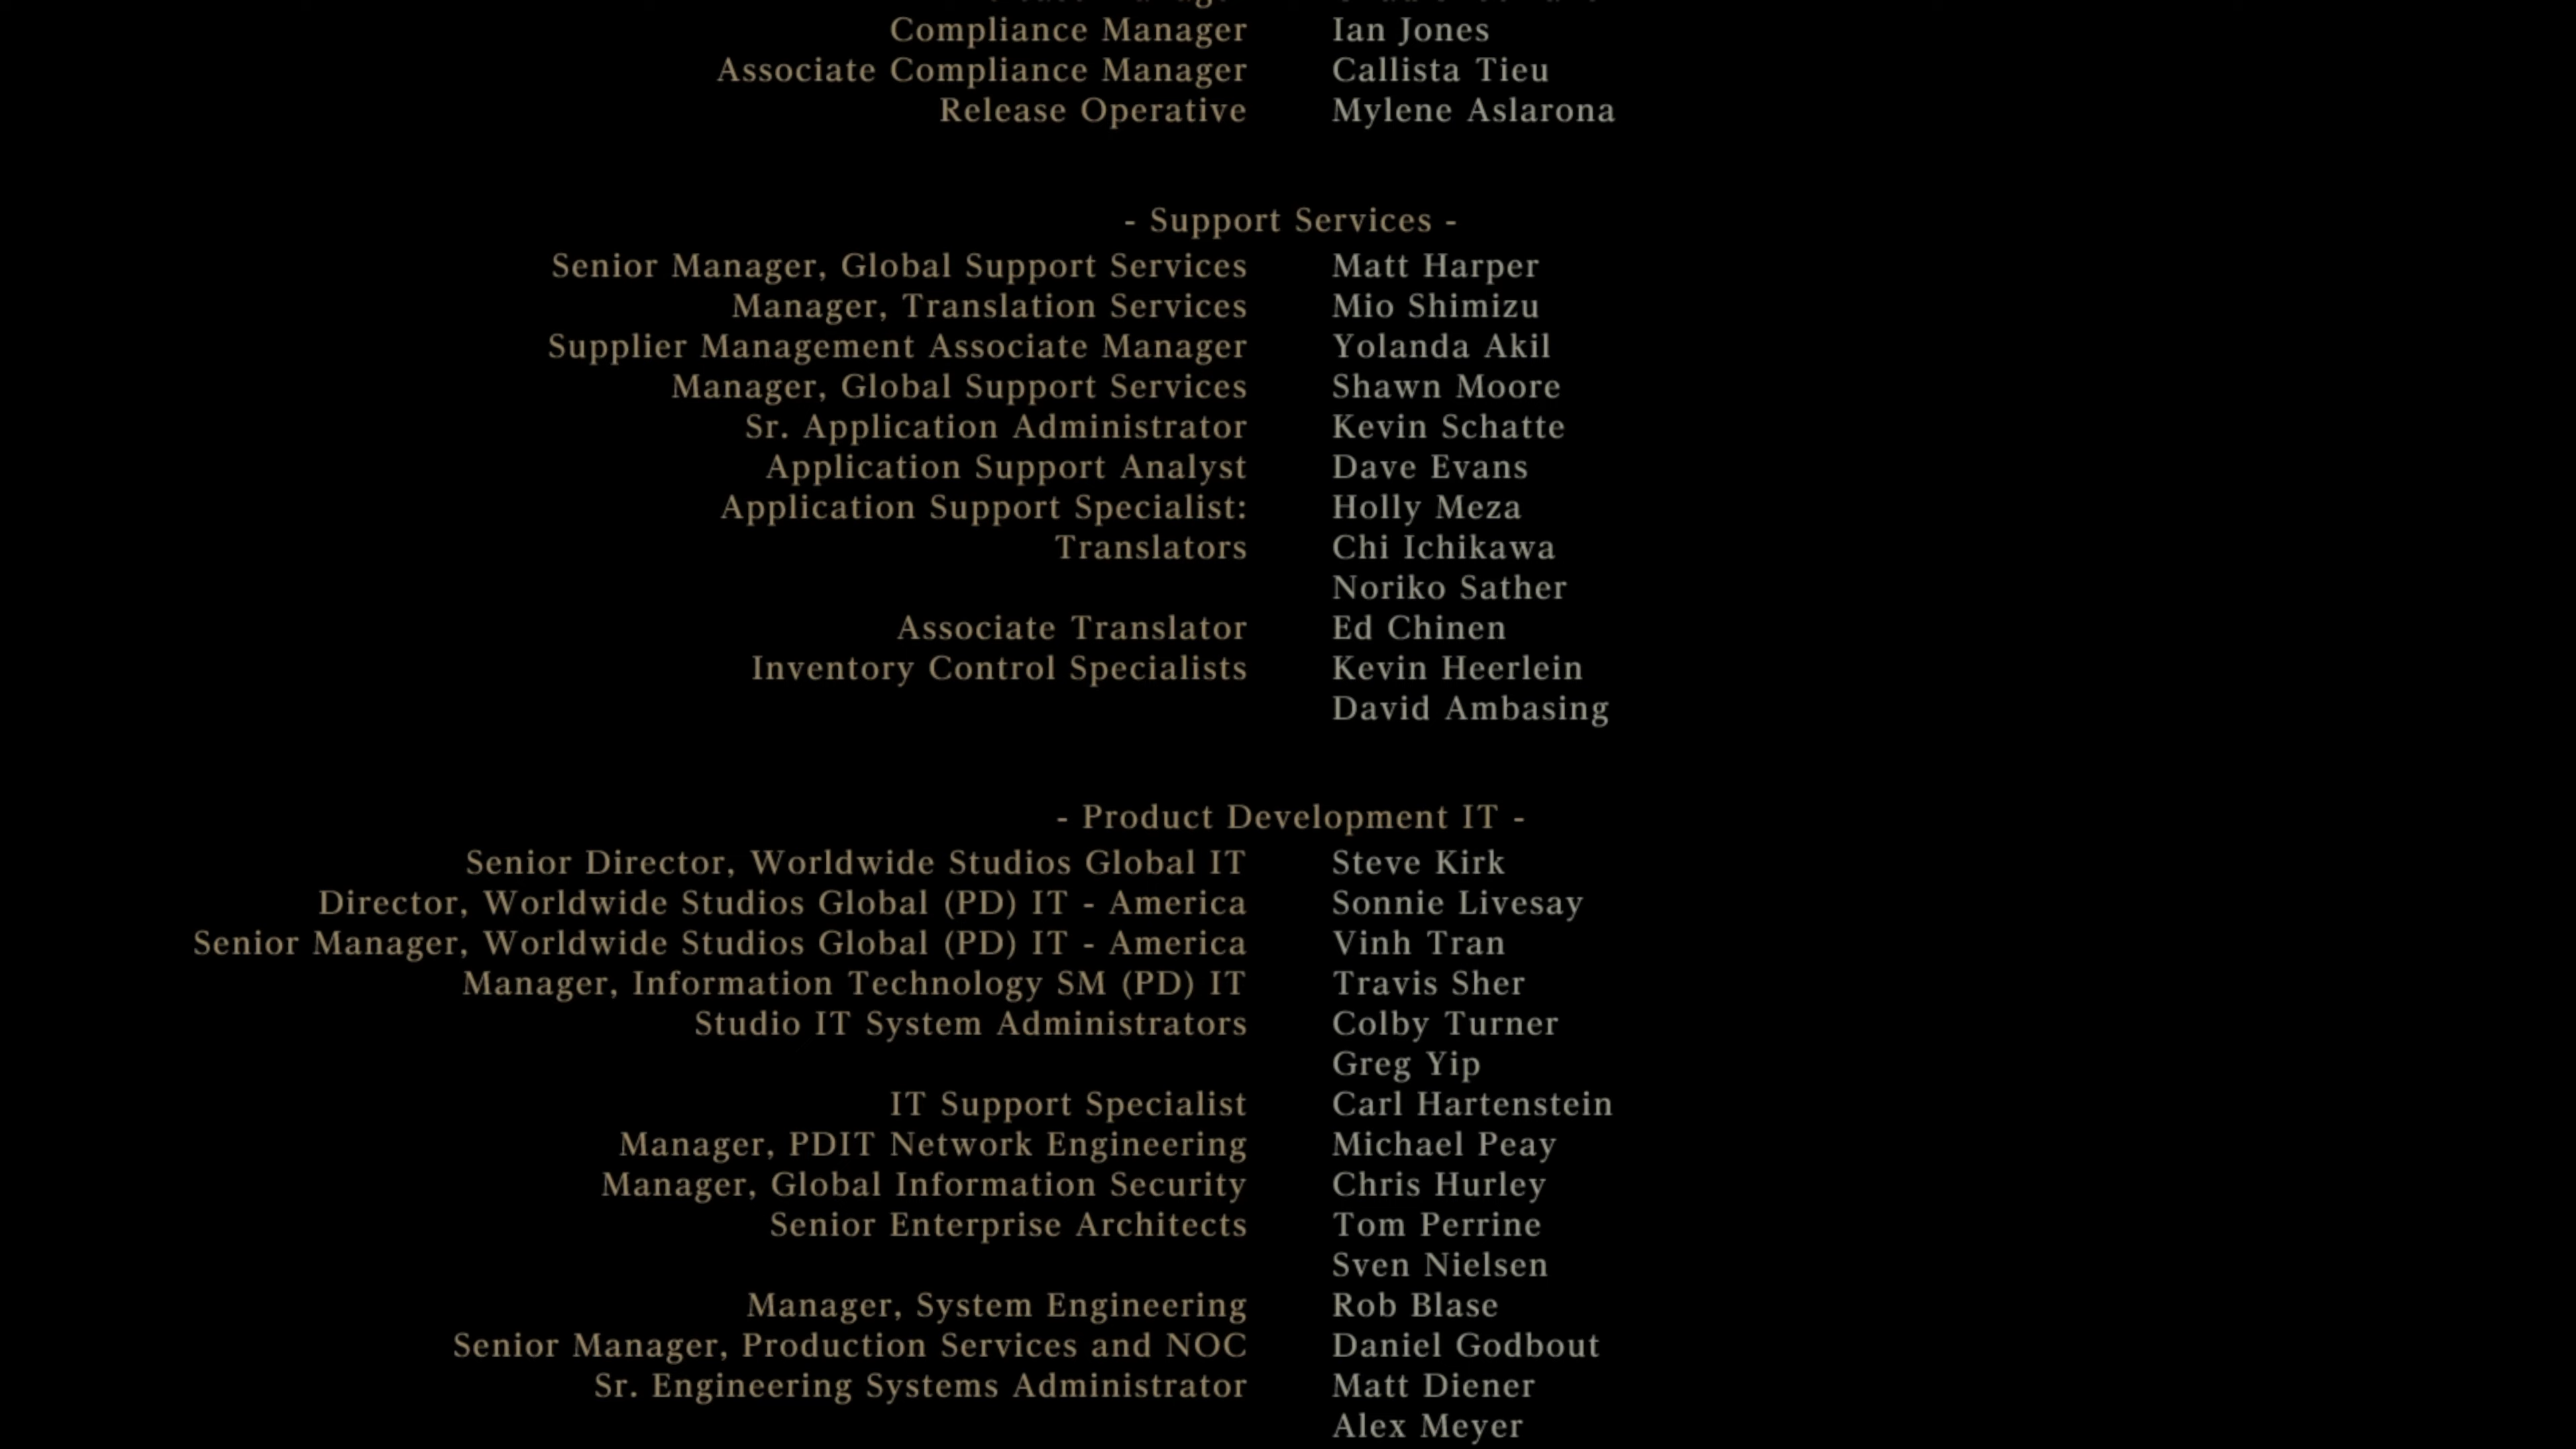 Compliance Manager Ian Jones
Associate Compliance Manager Callista Tieu
Release Operative Mylene Aslarona
- Support Services -
Senior Manager, Global Support Services Matt Harper
Manager, Translation Services Mio Shimizu
Supplier Management Associate Manager Yolanda Akil
Manager, Global Support Services Shawn Moore
Sr. Application Administrator Kevin Schatte
Application Support Analyst Dave Evans
Application Support Specialist: Holly Meza
Translators Chi Ichikawa
Noriko Sather
Associate Translator Ed Chinen
Inventory Control Specialists Kevin Heerlein
David Ambasing
- Product Development IT -
Senior Director, Worldwide Studios Global IT Steve Kirk
Director, Worldwide Studios Global (PD) IT - America Sonnie Livesay
Senior Manager, Worldwide Studios Global (PD) IT - America Vinh Tran
Manager, Information Technology SM (PD) IT Travis Sher
Studio IT System Administrators Colby Turner
Greg Yip
IT Support Specialist Carl Hartenstein
Manager, PDIT Network Engineering Michael Peay
Manager, Global Information Security Chris Hurley
Senior Enterprise Architects Tom Perrine
Sven Nielsen
Manager, System Engineering Rob Blase
Senior Manager, Production Services and NOC Daniel Godbout
Sr. Engineering Systems Administrator Matt Diener
Alex Meyer